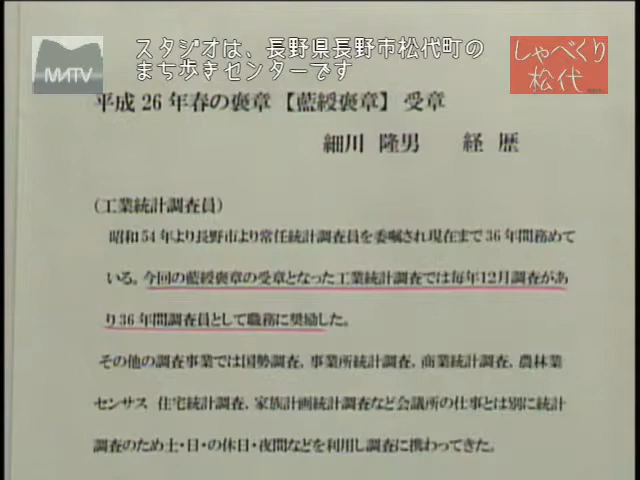 スタジオは、長野県長野市松代町の
まち歩きセンターです
MИTV
しゃべくり
松代
平成26年春の褒章【藍綬褒章】受章
細川 隆男 経歴
(工業統計調査員)
昭和54年より長野市より常任統計調査員を委嘱され現在まで36年間務めて
いる。今回の藍綬褒章の受章となった工業統計調査では毎年12月調査があ
り36年間調査員として職務に奨励した。
その他の調査事業では国勢調査、事業所統計調査、商業統計調査、農林業
センサス 住宅統計調査、家族計画統計調査など会議所の仕事とは別に統計
調査のため土・日・の休日・夜間などを利用し調査に携わってきた。